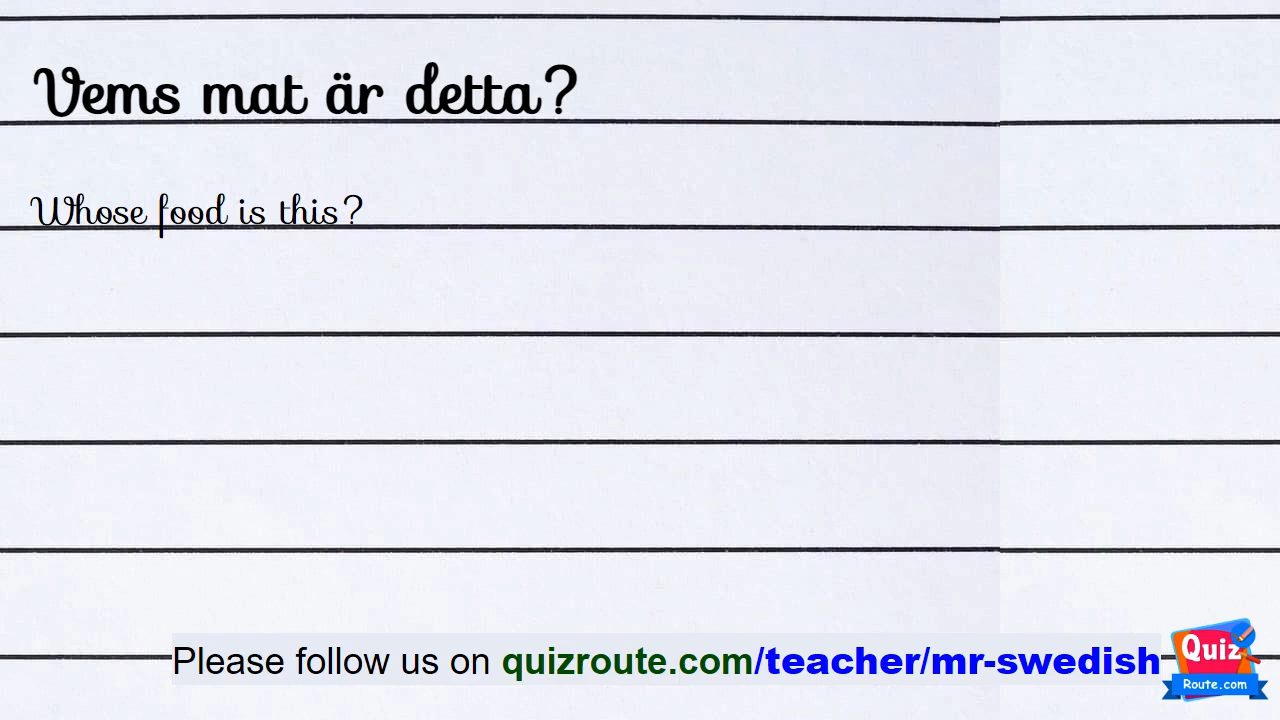 Vems mat är detta?
Whose food is this?
Please follow us on quizroute.com/teacher/mr-swedish
Quiz
Route.com